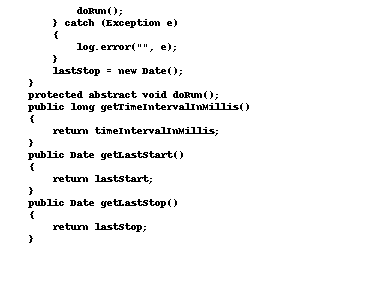 doRun();
} catch (Exception e)
{
log.error("", e);
}
lastStop = new Date();
}
protected abstract void doRun();
public long getTimeIntervalInMillis()
{
return timeIntervalInMillis;
}
public Date getLastStart()
{
return lastStart;
}
public Date getLastStop()
{
return lastStop;
}